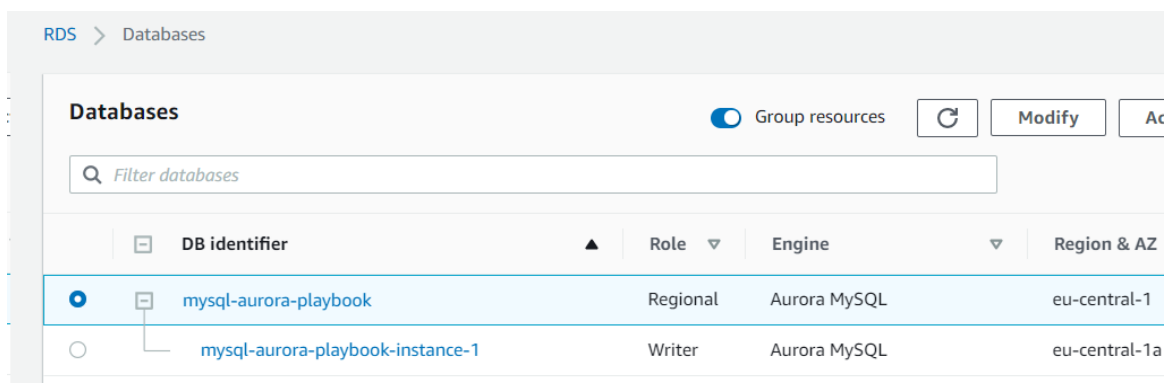 RDS > Databases
Databases
Group resources
Modify
Filter databases
DB identifier Role Engine Region & AZ
mysql-aurora-playbook Regional Aurora MySQL eu-central-1
mysql-aurora-playbook-instance-1 Writer Aurora MySQL eu-central-1a